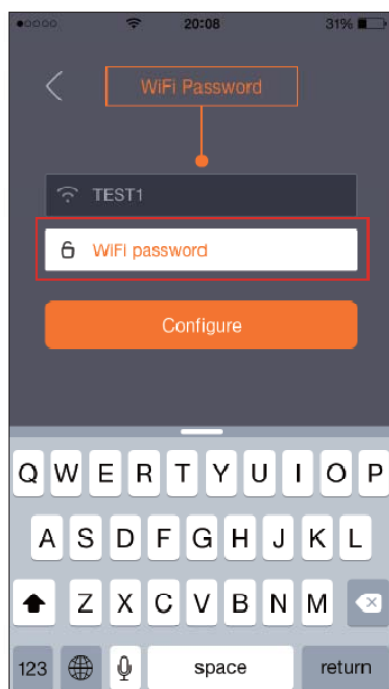 20:08 31%
WiFi Password
TEST1
WiFi password
Configure
Q W E R T Y U I O P
A S D F G H J K L
Z X C V B N M
123 space return